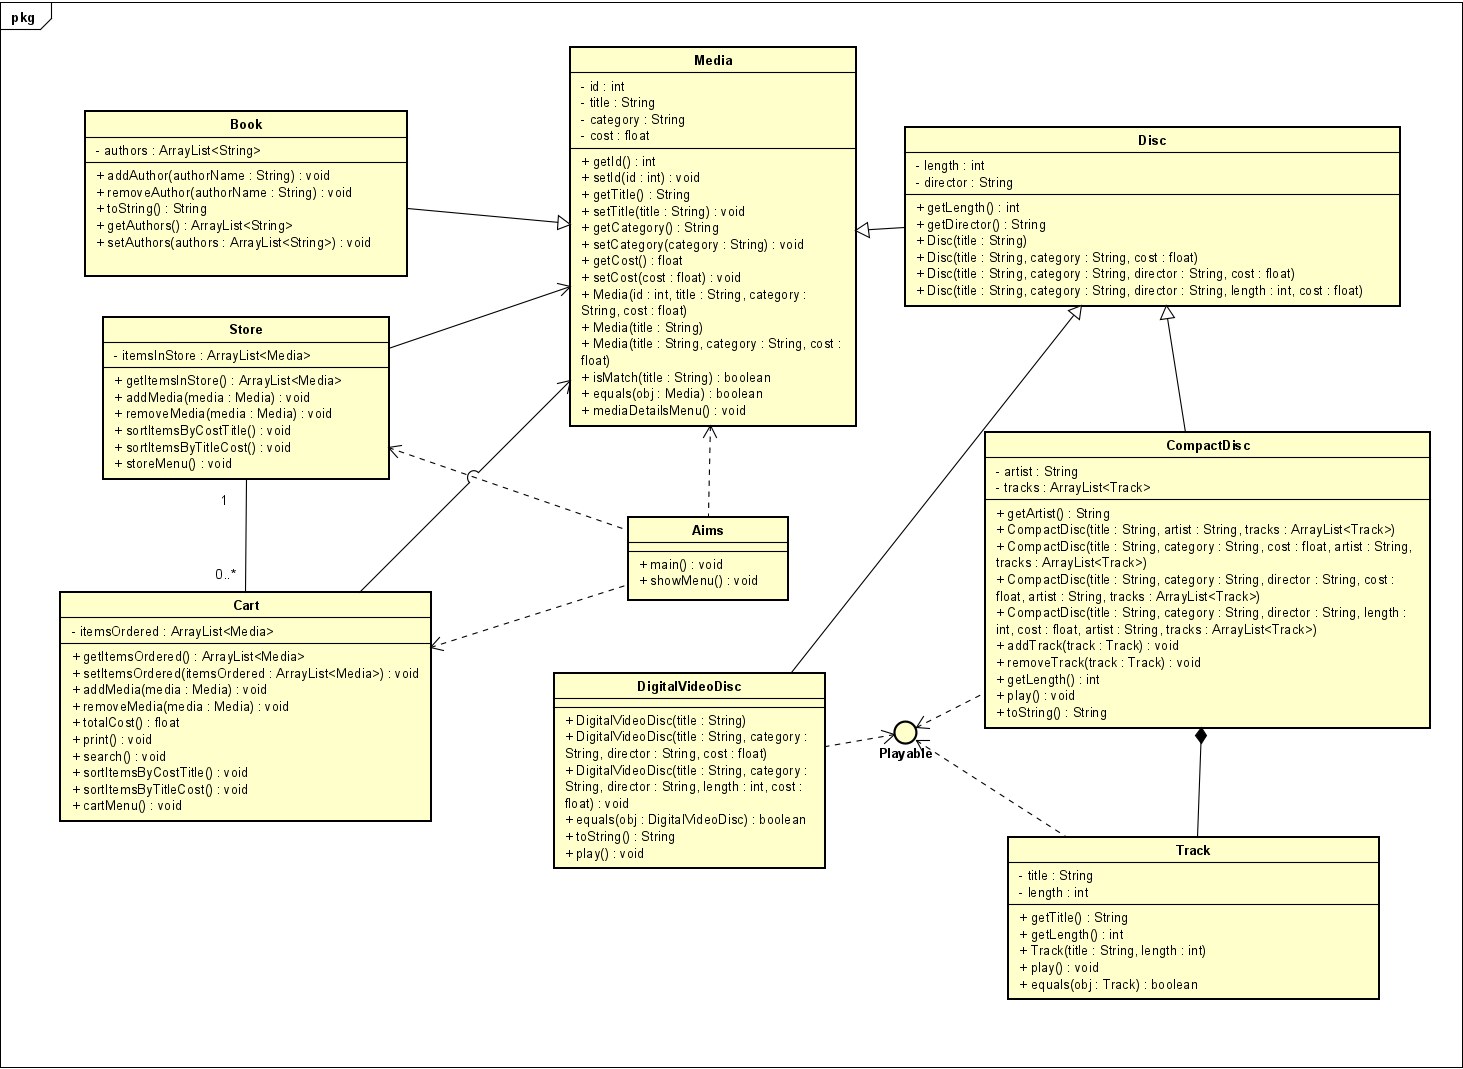 pkg
Media
- id : int
- title : String
- category : String
- cost : float
+ getId() : int
+ setId(id : int) : void
+ getTitle() : String
+ setTitle(title : String) : void
+ getCategory() : String
+ setCategory(category : String) : void
+ getCost() : float
+ setCost(cost : float) : void
+ Media(id : int, title : String, category :
String, cost : float)
+ Media(title : String)
+ Media(title : String, category : String, cost :
float)
+ isMatch(title : String) : boolean
+ equals(obj : Media) : boolean
+ mediaDetailsMenu() : void
Book
- authors : ArrayList<String>
+ addAuthor(authorName : String) : void
+ removeAuthor(authorName : String) : void
+ toString() : String
+ getAuthors() : ArrayList<String>
+ setAuthors(authors : ArrayList<String>) : void
Disc
- length : int
- director : String
+ getLength() : int
+ getDirector() : String
+ Disc(title : String)
+ Disc(title : String, category : String, cost : float)
+ Disc(title : String, category : String, director : String, cost : float)
+ Disc(title : String, category : String, director : String, length : int, cost : float)
Store
- itemsInStore : ArrayList<Media>
+ getItemsInStore() : ArrayList<Media>
+ addMedia(media : Media) : void
+ removeMedia(media : Media) : void
+ sortItemsByCostTitle() : void
+ sortItemsByTitleCost() : void
+ storeMenu() : void
1
0..*
CompactDisc
- artist : String
- tracks : ArrayList<Track>
+ getArtist() : String
+ CompactDisc(title : String, artist : String, tracks : ArrayList<Track>)
+ CompactDisc(title : String, category : String, cost : float, artist : String,
tracks : ArrayList<Track>)
+ CompactDisc(title : String, category : String, director : String, cost :
float, artist : String, tracks : ArrayList<Track>)
+ CompactDisc(title : String, category : String, director : String, length :
int, cost : float, artist : String, tracks : ArrayList<Track>)
+ addTrack(track : Track) : void
+ removeTrack(track : Track) : void
+ getLength() : int
+ play() : void
+ toString() : String
Aims
+ main() : void
+ showMenu() : void
Cart
- itemsOrdered : ArrayList<Media>
+ getItemsOrdered() : ArrayList<Media>
+ setItemsOrdered(itemsOrdered : ArrayList<Media>) : void
+ addMedia(media : Media) : void
+ removeMedia(media : Media) : void
+ totalCost() : float
+ print() : void
+ search() : void
+ sortItemsByCostTitle() : void
+ sortItemsByTitleCost() : void
+ cartMenu() : void
DigitalVideoDisc
+ DigitalVideoDisc(title : String)
+ DigitalVideoDisc(title : String, category :
String, director : String, cost : float)
+ DigitalVideoDisc(title : String, category :
String, director : String, length : int, cost :
float) : void
+ equals(obj : DigitalVideoDisc) : boolean
+ toString() : String
+ play() : void
Playable
Track
- title : String
- length : int
+ getTitle() : String
+ getLength() : int
+ Track(title : String, length : int)
+ play() : void
+ equals(obj : Track) : boolean